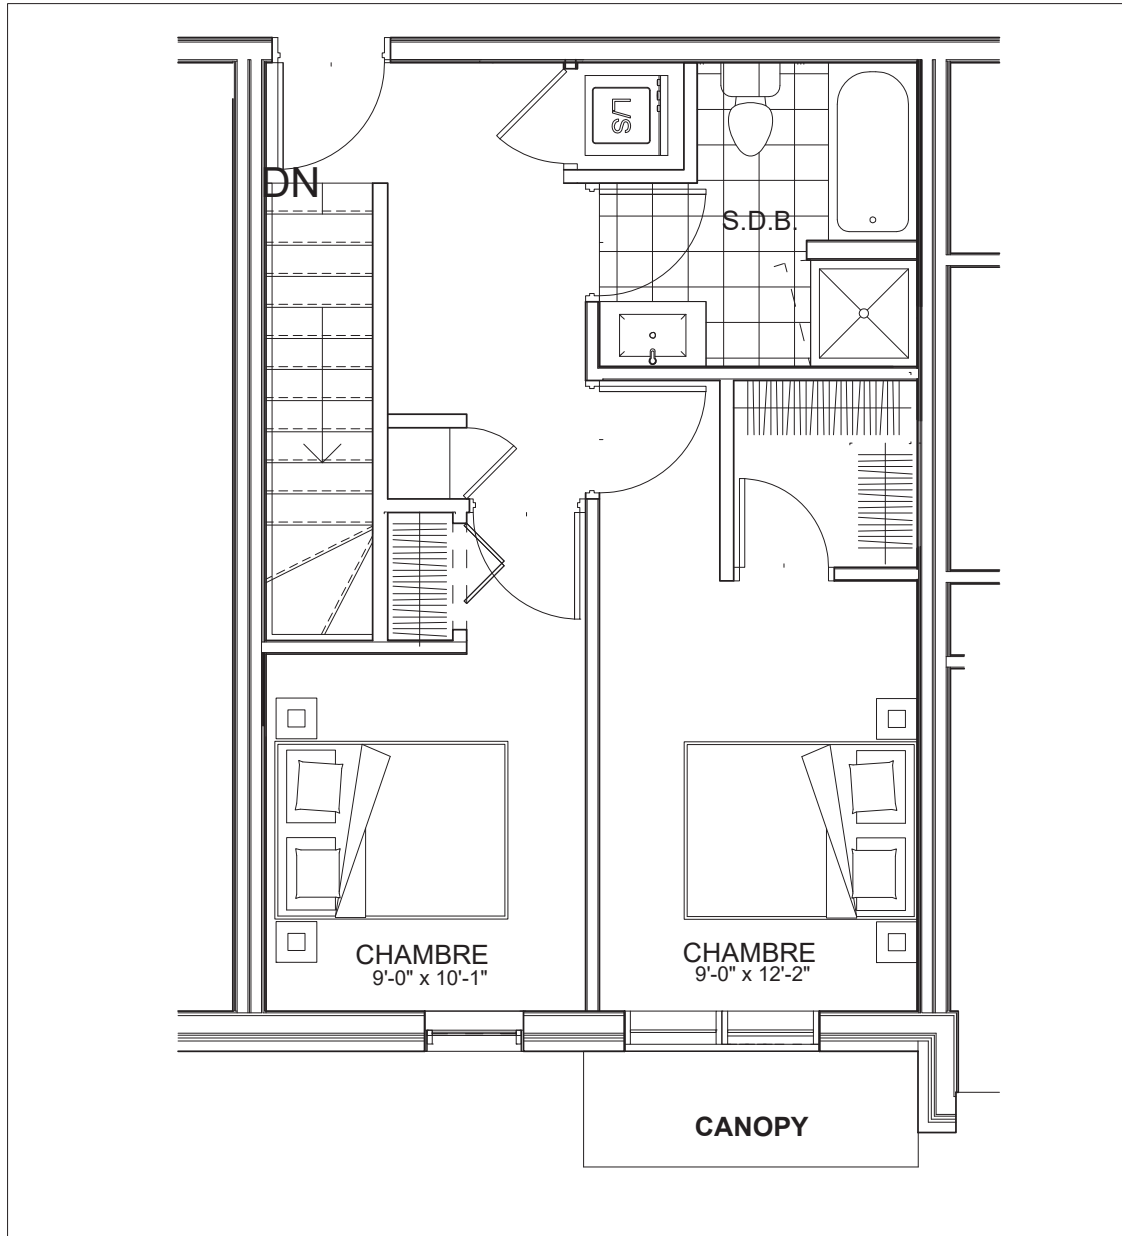 L/S
DN
S.D.B.
CHAMBRE
9'-0" x 10'-1"
CHAMBRE
9'-0" x 12'-2"
CANOPY